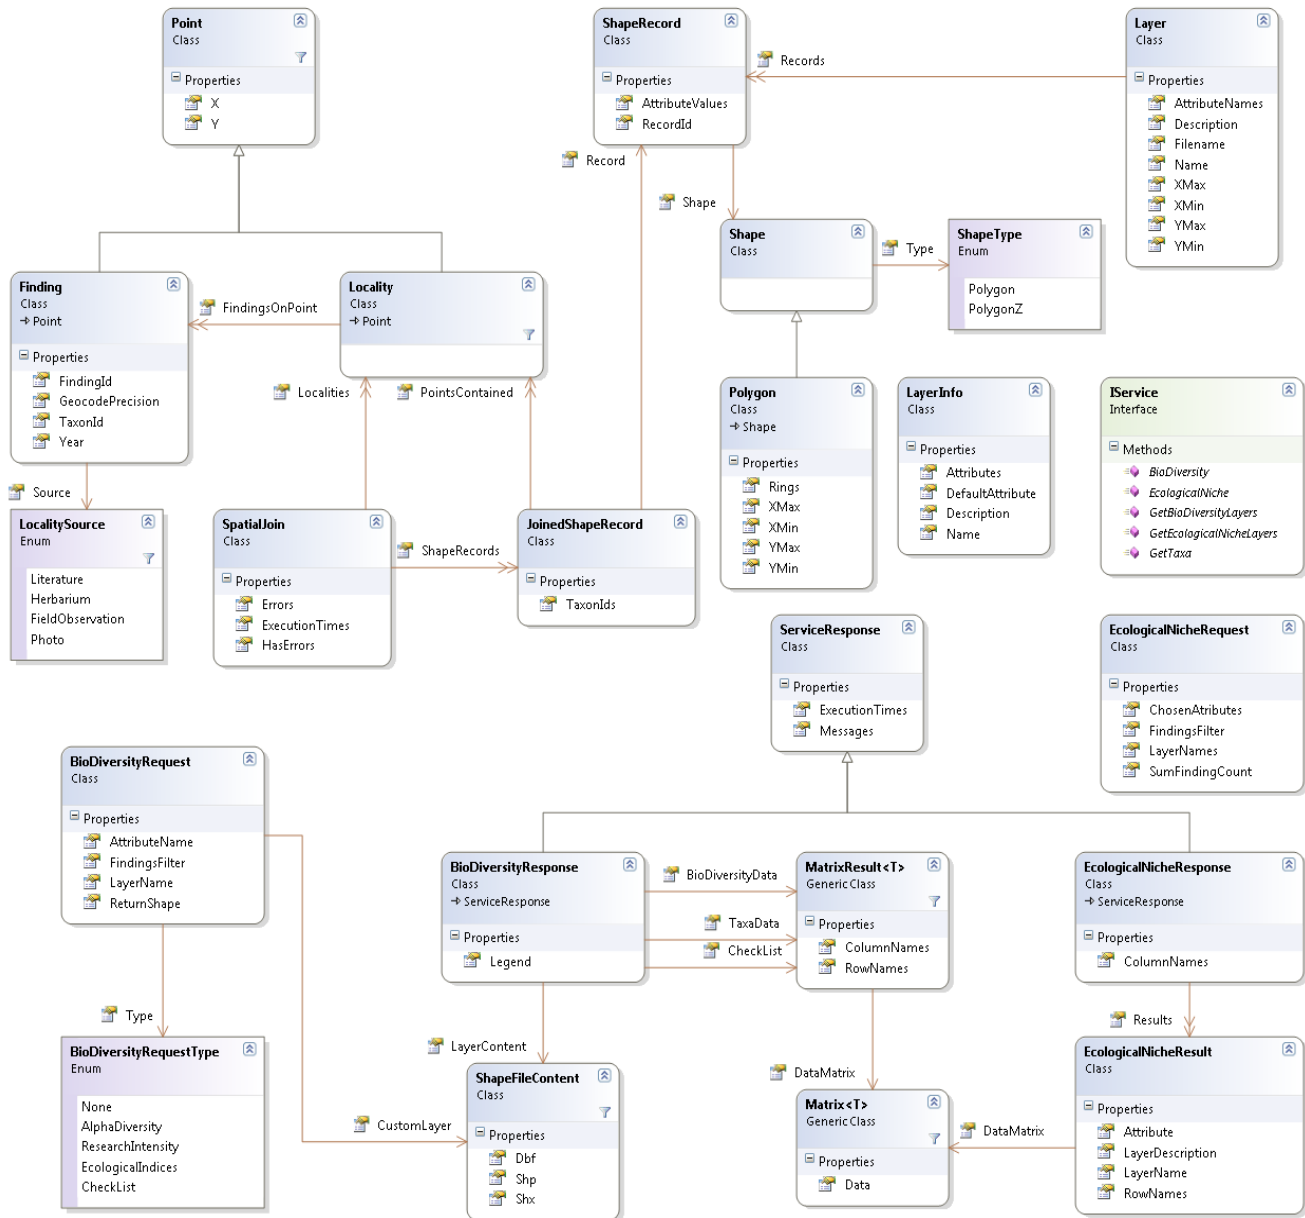 Point
Class
Properties
X
Y
ShapeRecord
Class
Properties
AttributeValues
RecordId
Records
Layer
Class
Properties
AttributeNames
Description
Filename
Name
XMax
XMin
YMax
YMin
Record
Shape
Shape
Class
Type
ShapeType
Enum
Polygon
PolygonZ
Finding
Class
Point
Properties
FindingId
GeocodePrecision
TaxonId
Year
FindingsOnPoint
Locality
Class
Point
Localities
PointsContained
Polygon
Class
Shape
Properties
Rings
XMax
XMin
YMax
YMin
LayerInfo
Class
Properties
Attributes
DefaultAttribute
Description
Name
IService
Interface
Methods
BioDiversity
EcologicalNiche
GetBioDiversityLayers
GetEcologicalNicheLayers
GetTaxa
Source
LocalitySource
Enum
Literature
Herbarium
FieldObservation
Photo
SpatialJoin
Class
Properties
Errors
ExecutionTimes
HasErrors
ShapeRecords
JoinedShapeRecord
Class
Properties
TaxonIds
ServiceResponse
Class
Properties
ExecutionTimes
Messages
EcologicalNicheRequest
Class
Properties
ChosenAtributes
FindingsFilter
LayerNames
SumFindingCount
BioDiversityRequest
Class
Properties
AttributeName
FindingsFilter
LayerName
ReturnShape
BioDiversityResponse
Class
ServiceResponse
Properties
Legend
BioDiversityData
TaxaData
CheckList
MatrixResult<T>
Generic Class
Properties
ColumnNames
RowNames
EcologicalNicheResponse
Class
ServiceResponse
Properties
ColumnNames
Type
BioDiversityRequestType
Enum
None
AlphaDiversity
ResearchIntensity
EcologicalIndices
CheckList
LayerContent
CustomLayer
ShapeFileContent
Class
Properties
Dbf
Shp
Shx
DataMatrix
Matrix<T>
Generic Class
Properties
Data
DataMatrix
Results
EcologicalNicheResult
Class
Properties
Attribute
LayerDescription
LayerName
RowNames